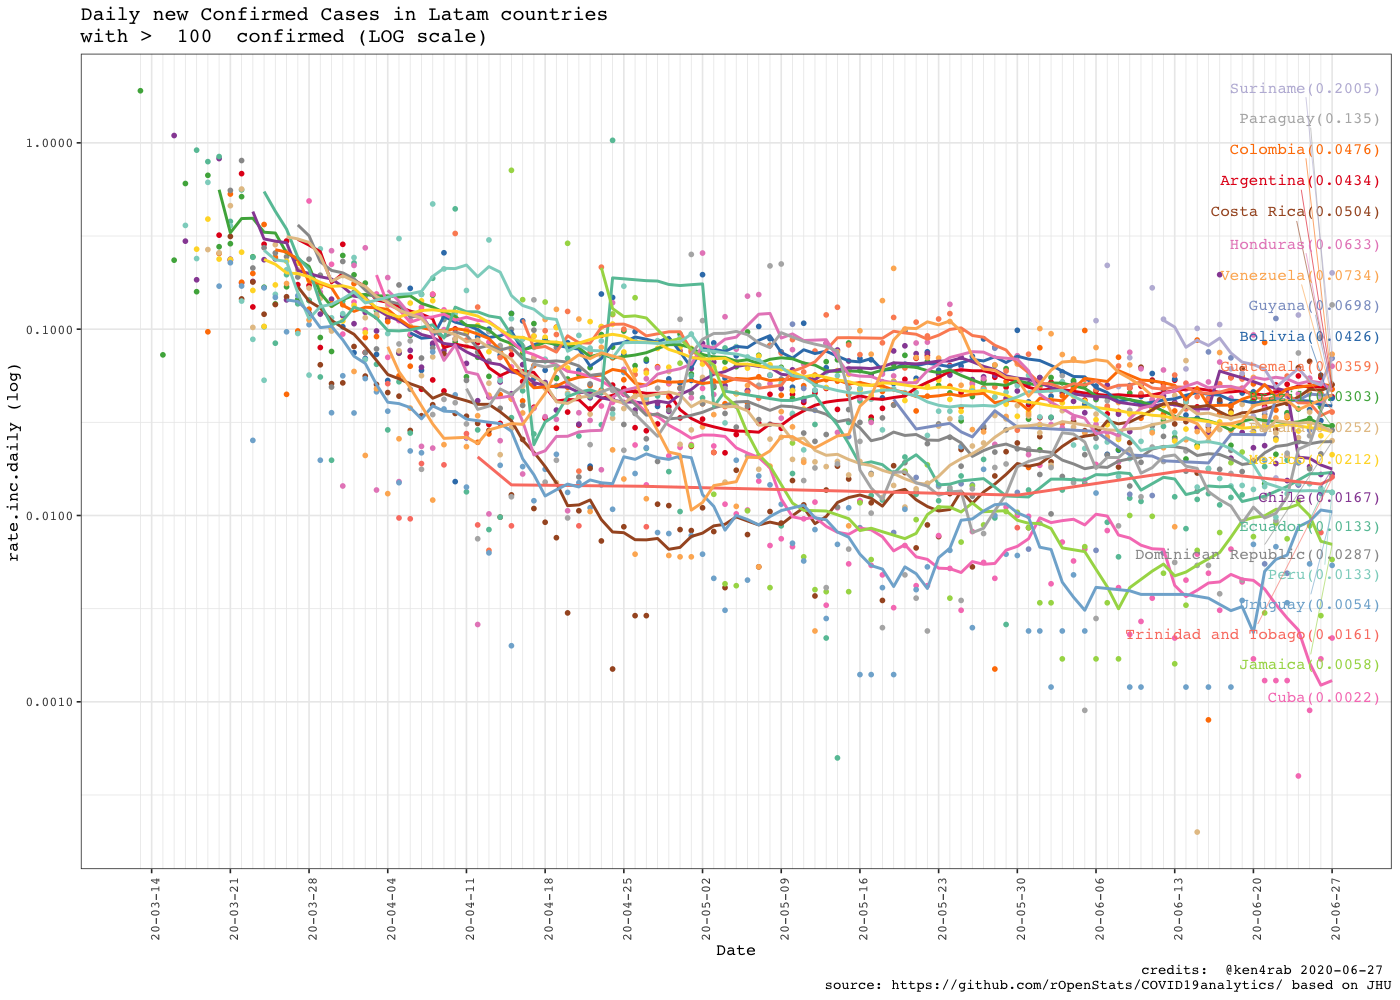 Daily new Confirmed Cases in Latam countries
with >  100  confirmed (LOG scale)
Suriname(0.2005)
Paraguay(0.135)
Colombia(0.0476)
Argentina(0.0434)
Costa Rica(0.0504)
Honduras(0.0633)
Venezuela(0.0734)
Guyana(0.0698)
Bolivia(0.0426)
Guatemala(0.0359)
(0.0303)
(0.0252)
Mexico(0.0212)
Chile(0.0167)
Ecuador(0.0133)
Dominican Republic(0.0287)
Peru(0.0133)
Uruguay(0.0054)
Trinidad and Tobago(0.0161)
Jamaica(0.0058)
Cuba(0.0022)
1.0000
0.1000
0.0100
0.0010
rate.inc.daily (log)
20-03-14
20-03-21
20-03-28
20-04-04
20-04-11
20-04-18
20-04-25
20-05-02
20-05-09
20-05-16
20-05-23
20-05-30
20-06-06
20-06-13
20-06-20
20-06-27
Date
credits:  @ken4rab 2020-06-27
source: https://github.com/rOpenStats/COVID19analytics/ based on JHU